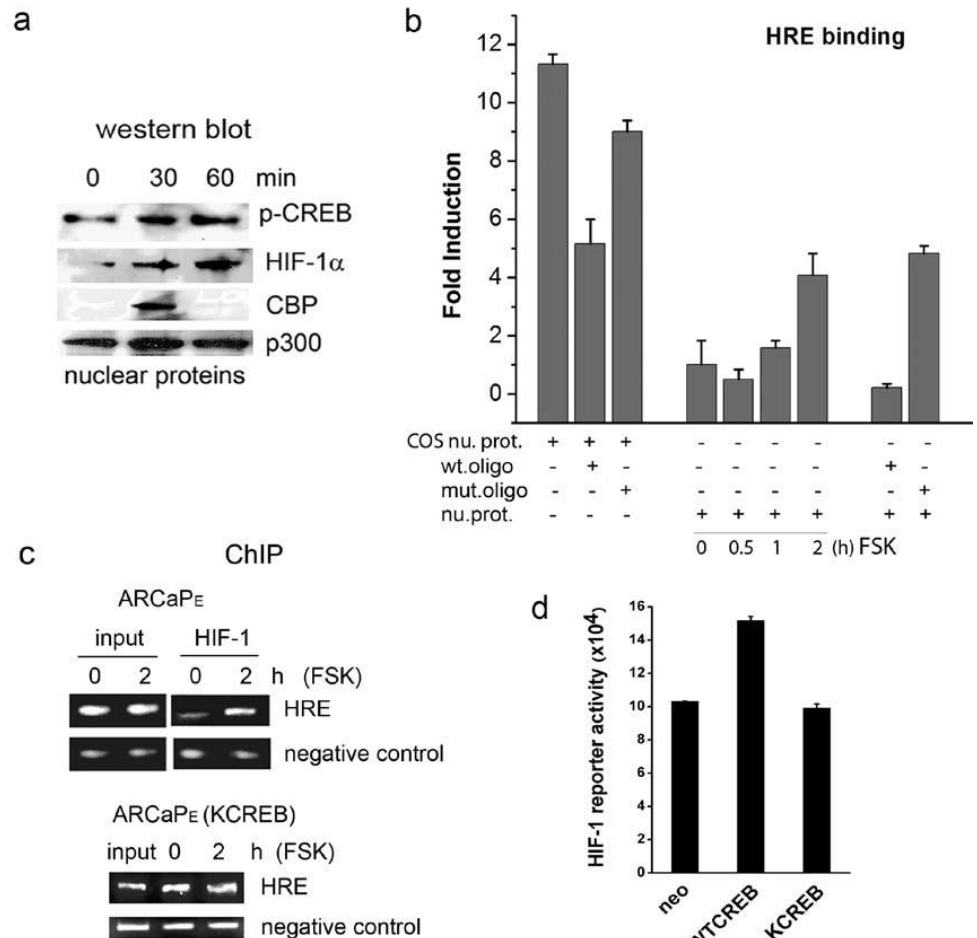 a
western blot
0 30 60 min
p-CREB
HIF-1α
CBP
p300
nuclear proteins
b
HRE binding
Fold Induction
12
10
8
6
4
2
0
COS nu. prot. + + + - - - - - -
wt.oligo - + - - - - - + -
mut.oligo - - + - - - - - +
nu.prot. - - - + + + + + +
0 0.5 1 2 (h) FSK
c
ChIP
ARCaPE
input HIF-1
0 2 0 2 h (FSK)
HRE
negative control
ARCaPE (KCREB)
input 0 2 h (FSK)
HRE
negative control
d
HIF-1 reporter activity (x10⁴)
16
14
12
10
8
6
4
2
0
neo
WTCREB
KCREB